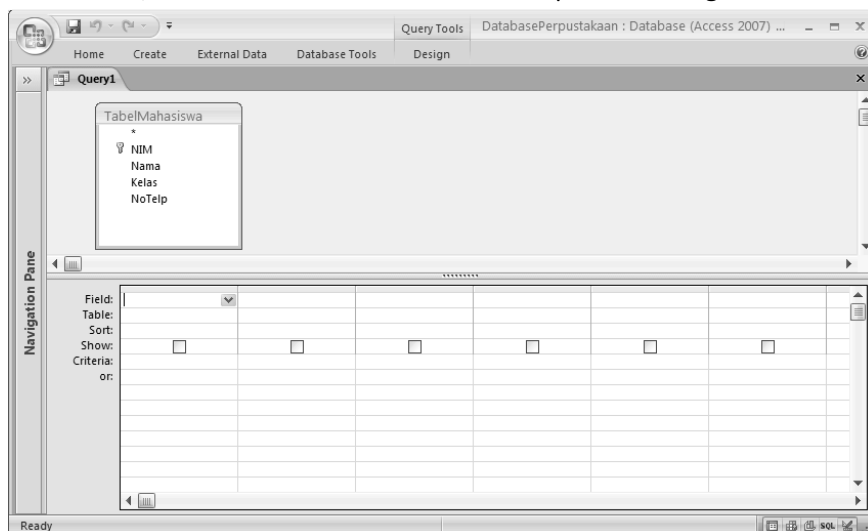 Query Tools DatabasePerpustakaan : Database (Access 2007) ...
Home Create External Data Database Tools Design
Query1
TabelMahasiswa
*
NIM
Nama
Kelas
NoTelp
Navigation Pane
Field:
Table:
Sort:
Show:
Criteria:
or:
Ready
SQL